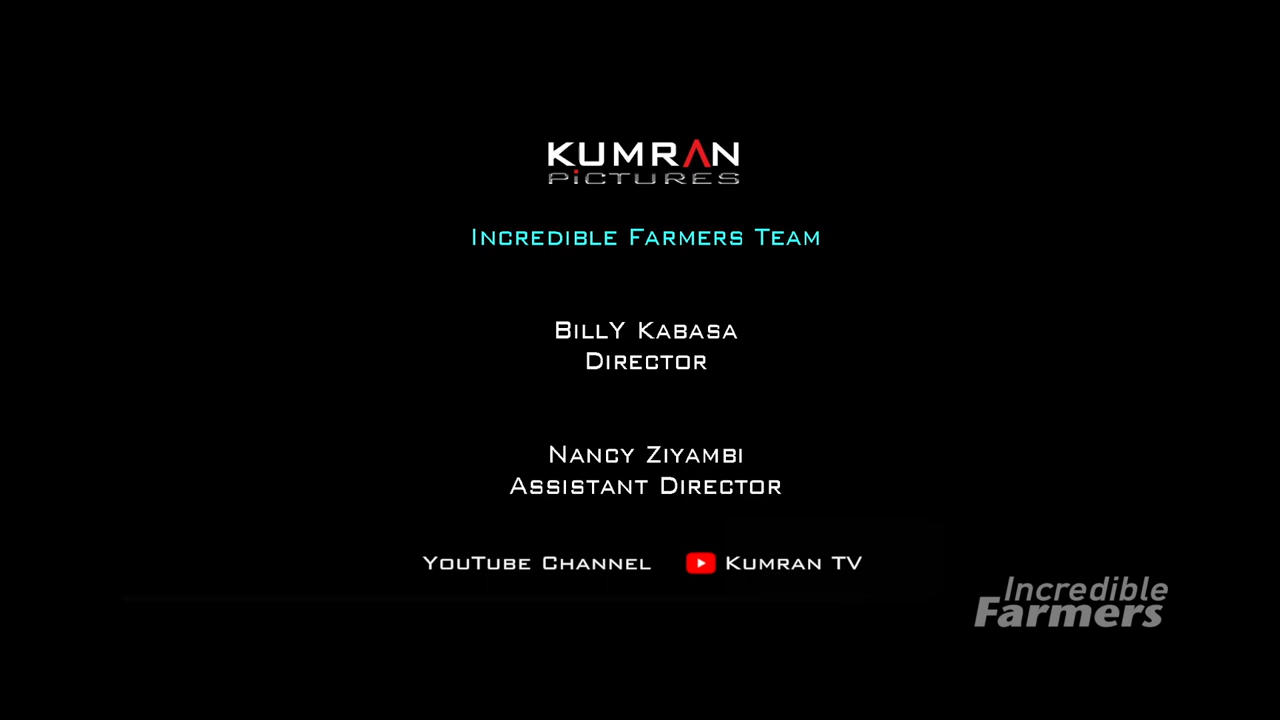 KUMRAN
PiCTURES
INCREDIBLE FARMERS TEAM
BILLY KABASA
DIRECTOR
NANCY ZIYAMBI
ASSISTANT DIRECTOR
YOUTUBE CHANNEL KUMRAN TV
Incredible
Farmers